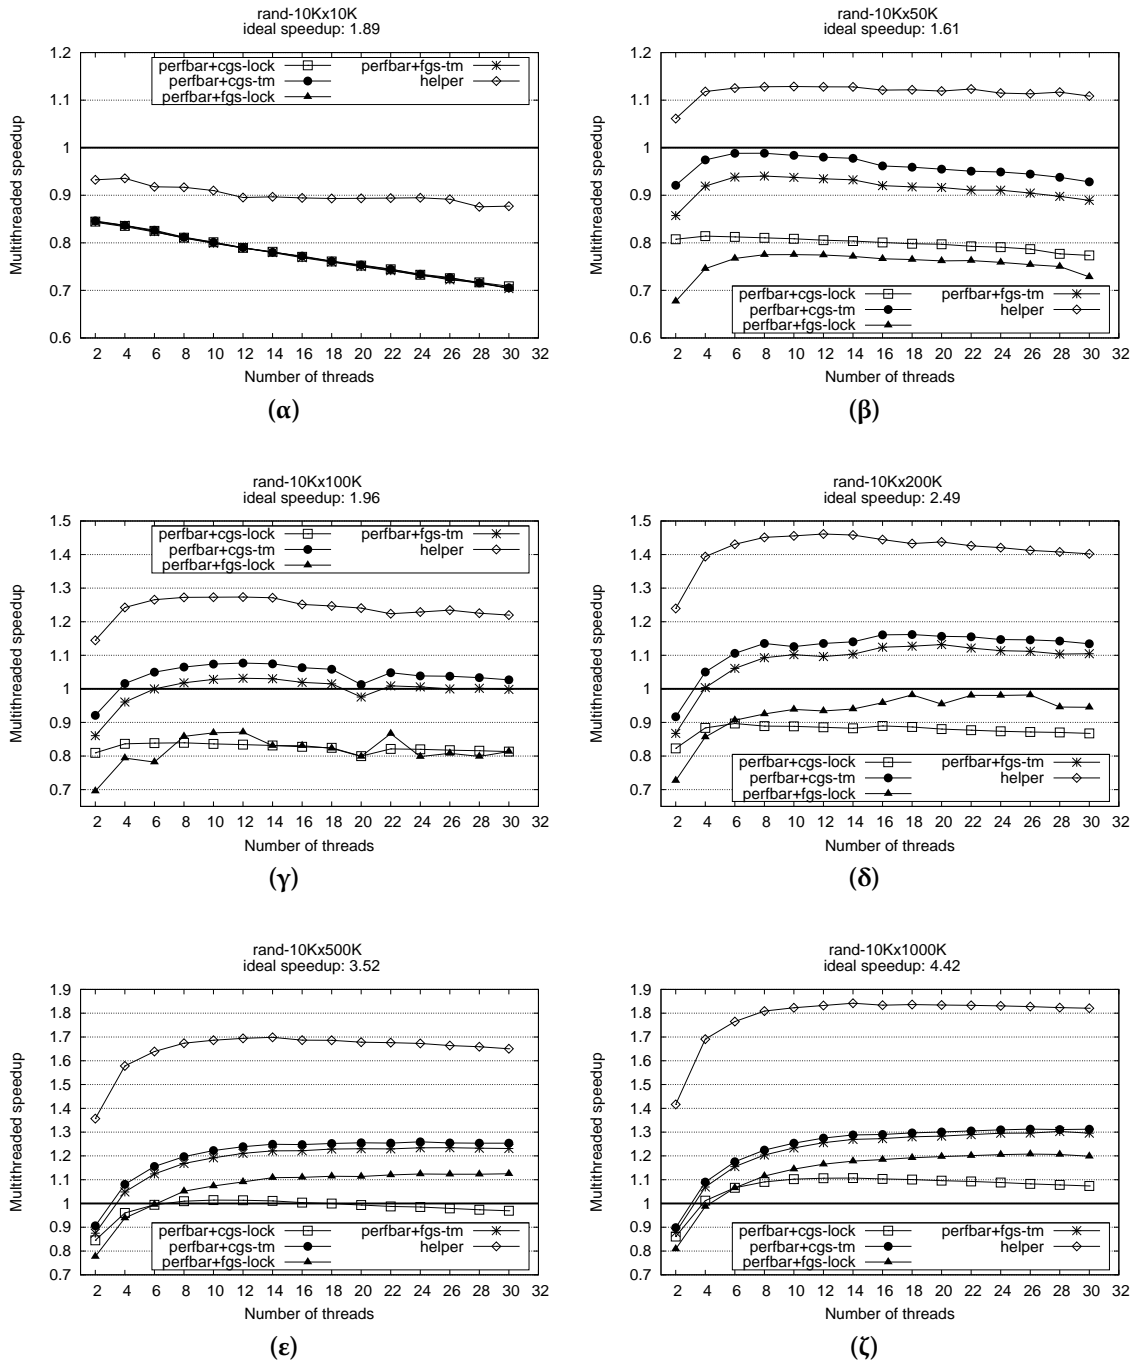 rand-10Kx10K
ideal speedup: 1.89
Multithreaded speedup
1.2
1.1
1
0.9
0.8
0.7
0.6
perfbar+cgs-lock
perfbar+cgs-tm
perfbar+fgs-lock
perfbar+fgs-tm
helper
2 4 6 8 10 12 14 16 18 20 22 24 26 28 30 32
Number of threads
(α)
rand-10Kx50K
ideal speedup: 1.61
Multithreaded speedup
1.2
1.1
1
0.9
0.8
0.7
0.6
perfbar+cgs-lock
perfbar+cgs-tm
perfbar+fgs-lock
perfbar+fgs-tm
helper
2 4 6 8 10 12 14 16 18 20 22 24 26 28 30 32
Number of threads
(β)
rand-10Kx100K
ideal speedup: 1.96
Multithreaded speedup
1.5
1.4
1.3
1.2
1.1
1
0.9
0.8
0.7
perfbar+cgs-lock
perfbar+cgs-tm
perfbar+fgs-lock
perfbar+fgs-tm
helper
2 4 6 8 10 12 14 16 18 20 22 24 26 28 30 32
Number of threads
(γ)
rand-10Kx200K
ideal speedup: 2.49
Multithreaded speedup
1.5
1.4
1.3
1.2
1.1
1
0.9
0.8
0.7
perfbar+cgs-lock
perfbar+cgs-tm
perfbar+fgs-lock
perfbar+fgs-tm
helper
2 4 6 8 10 12 14 16 18 20 22 24 26 28 30 32
Number of threads
(δ)
rand-10Kx500K
ideal speedup: 3.52
Multithreaded speedup
1.9
1.8
1.7
1.6
1.5
1.4
1.3
1.2
1.1
1
0.9
0.8
0.7
perfbar+cgs-lock
perfbar+cgs-tm
perfbar+fgs-lock
perfbar+fgs-tm
helper
2 4 6 8 10 12 14 16 18 20 22 24 26 28 30 32
Number of threads
(ε)
rand-10Kx1000K
ideal speedup: 4.42
Multithreaded speedup
1.9
1.8
1.7
1.6
1.5
1.4
1.3
1.2
1.1
1
0.9
0.8
0.7
perfbar+cgs-lock
perfbar+cgs-tm
perfbar+fgs-lock
perfbar+fgs-tm
helper
2 4 6 8 10 12 14 16 18 20 22 24 26 28 30 32
Number of threads
(ζ)